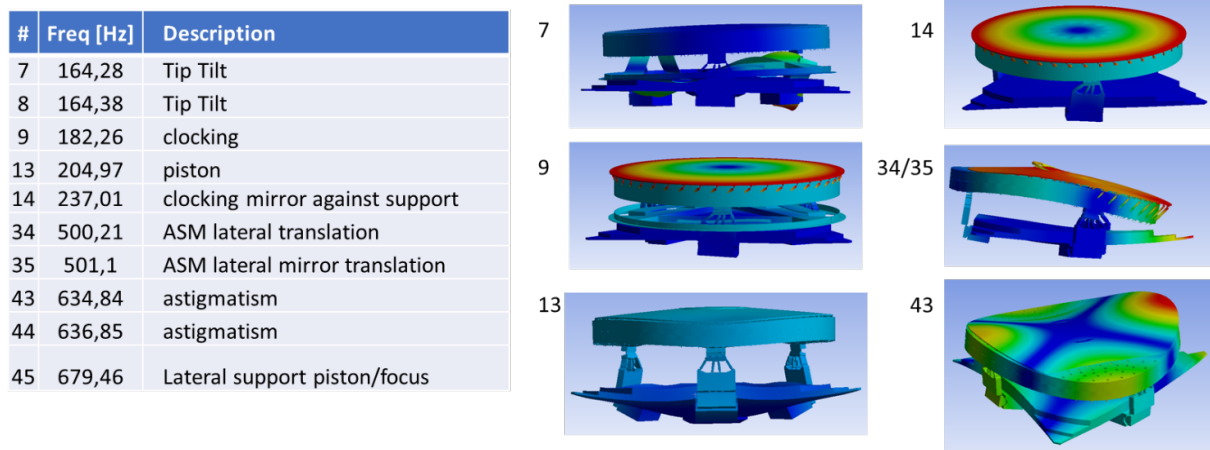 # Freq [Hz] Description
7 164,28 Tip Tilt
8 164,38 Tip Tilt
9 182,26 clocking
13 204,97 piston
14 237,01 clocking mirror against support
34 500,21 ASM lateral translation
35 501,1 ASM lateral mirror translation
43 634,84 astigmatism
44 636,85 astigmatism
45 679,46 Lateral support piston/focus
7
14
9
34/35
13
43